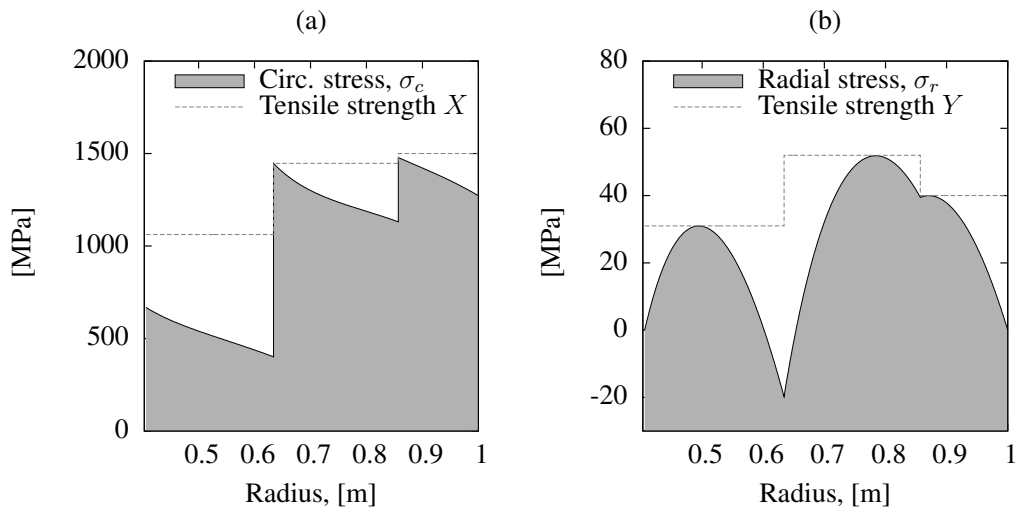 (a)
2000
1500
1000
500
0
[MPa]
Circ. stress, σc
Tensile strength X
0.5 0.6 0.7 0.8 0.9 1
Radius, [m]
(b)
80
60
40
20
0
-20
[MPa]
Radial stress, σr
Tensile strength Y
0.5 0.6 0.7 0.8 0.9 1
Radius, [m]